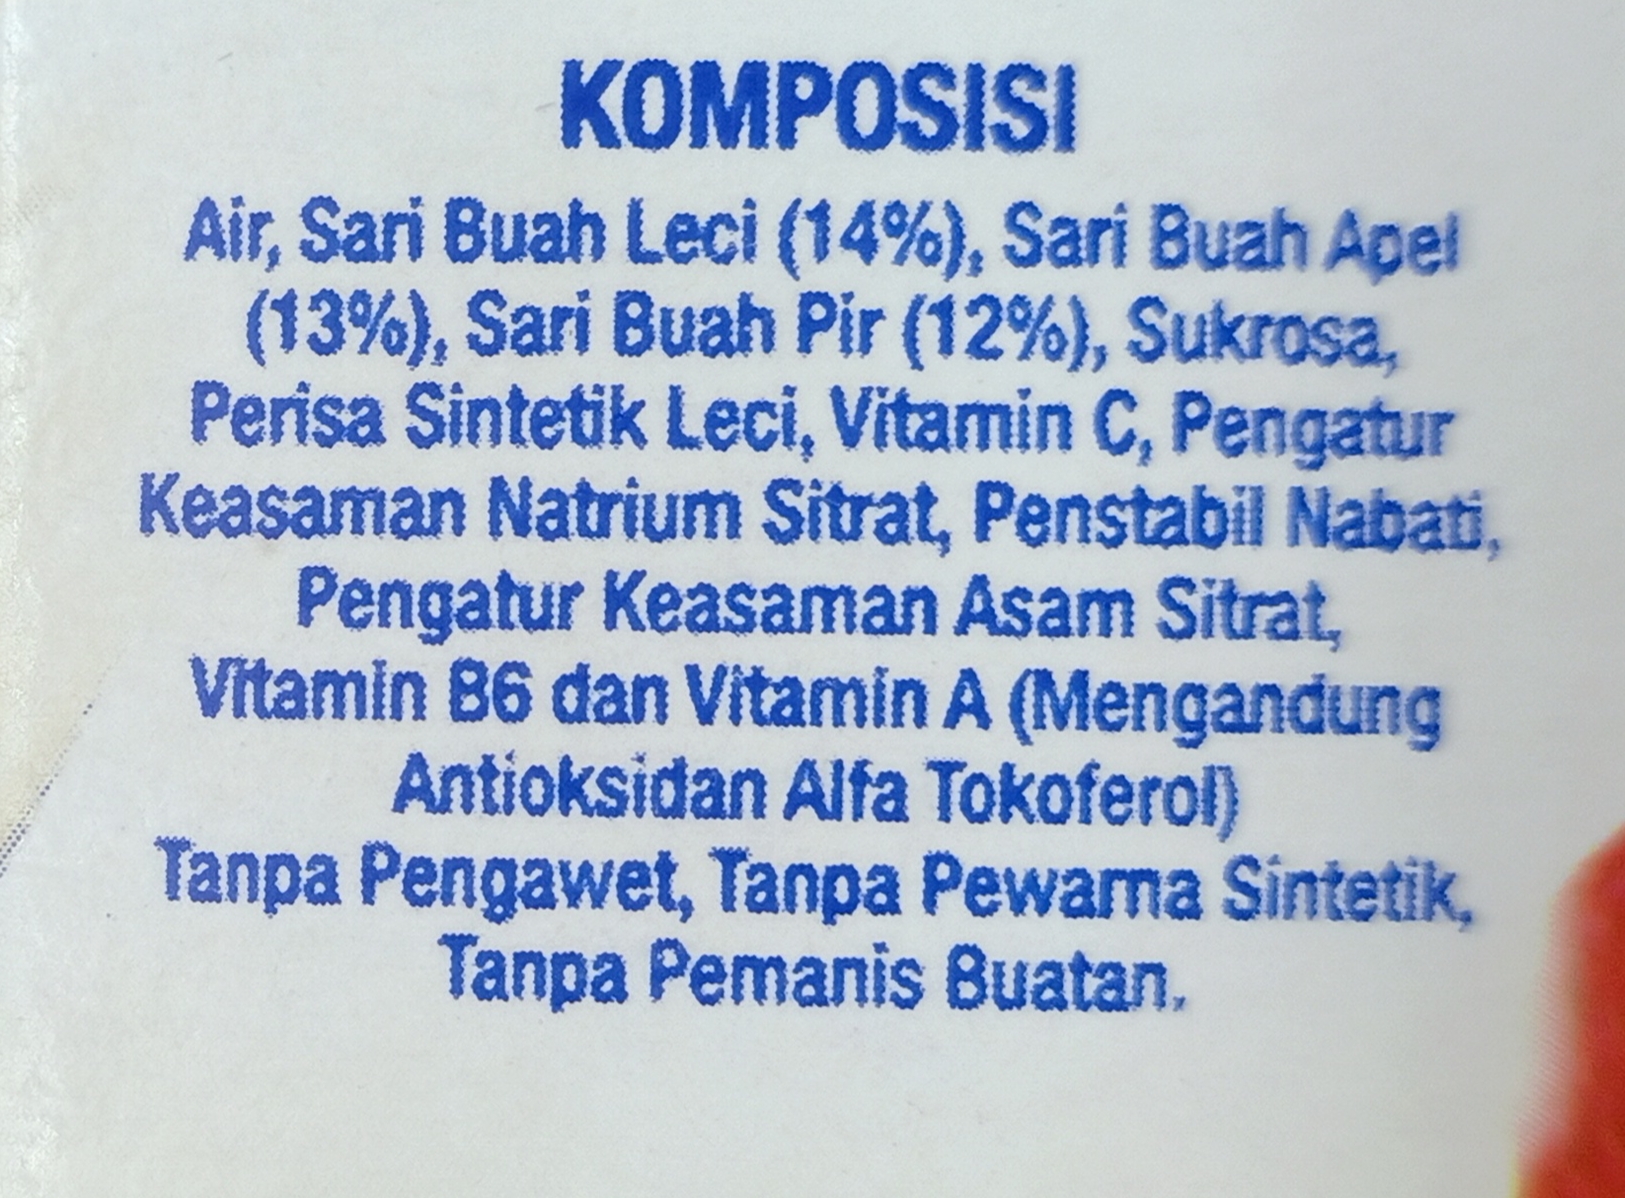 KOMPOSISI
Air, Sari Buah Leci (14%), Sari Buah Apel
(13%), Sari Buah Pir (12%), Sukrosa,
Perisa Sintetik Leci, Vitamin C, Pengatur
Keasaman Natrium Sitrat, Penstabil Nabati,
Pengatur Keasaman Asam Sitrat,
Vitamin B6 dan Vitamin A (Mengandung
Antioksidan Alfa Tokoferol)
Tanpa Pengawet, Tanpa Pewarna Sintetik,
Tanpa Pemanis Buatan.